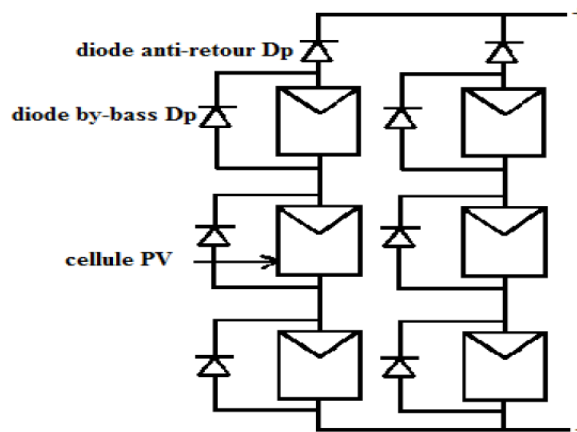 diode anti-retour Dp
diode by-bass Dp
cellule PV